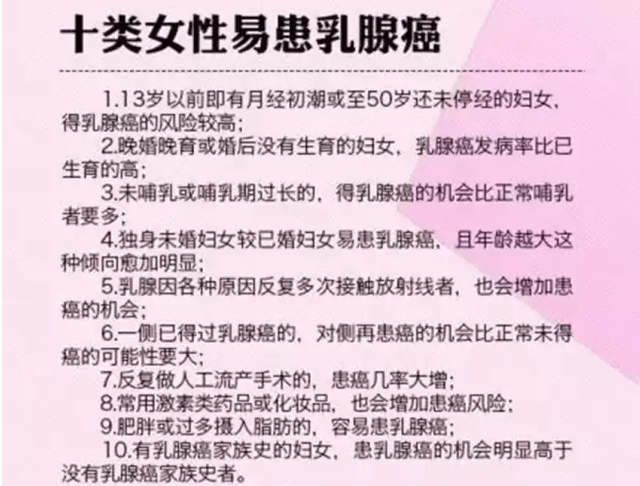 十类女性易患乳腺癌
1.13岁以前即有月经初潮或至50岁还未停经的妇女,
得乳腺癌的风险较高;
2.晚婚晚育或婚后没有生育的妇女, 乳腺癌发病率比已
生育的高;
3.未哺乳或哺乳期过长的, 得乳腺癌的机会比正常哺乳
者要多;
4.独身未婚妇女较已婚妇女易患乳腺癌, 且年龄越大这
种倾向愈加明显;
5.乳腺因各种原因反复多次接触放射线者, 也会增加患
癌的机会;
6.一侧已得过乳腺癌的, 对侧再患癌的机会比正常未得
癌的可能性要大;
7.反复做人工流产手术的, 患癌几率大增;
8.常用激素类药品或化妆品, 也会增加患癌风险;
9.肥胖或过多摄入脂肪的, 容易患乳腺癌;
10.有乳腺癌家族史的妇女, 患乳腺癌的机会明显高于
没有乳腺癌家族史者。